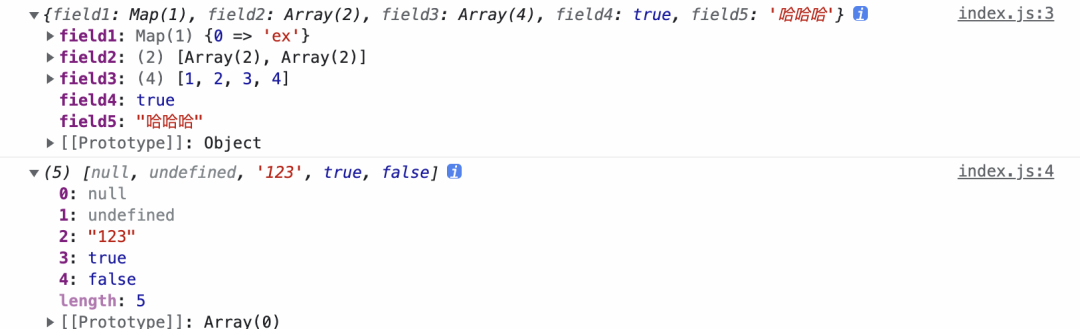 {field1: Map(1), field2: Array(2), field3: Array(4), field4: true, field5: '哈哈哈'} i index.js:3
field1: Map(1) {0 => 'ex'}
field2: (2) [Array(2), Array(2)]
field3: (4) [1, 2, 3, 4]
field4: true
field5: "哈哈哈"
[[Prototype]]: Object
(5) [null, undefined, '123', true, false] i index.js:4
0: null
1: undefined
2: "123"
3: true
4: false
length: 5
[[Prototype]]: Array(0)